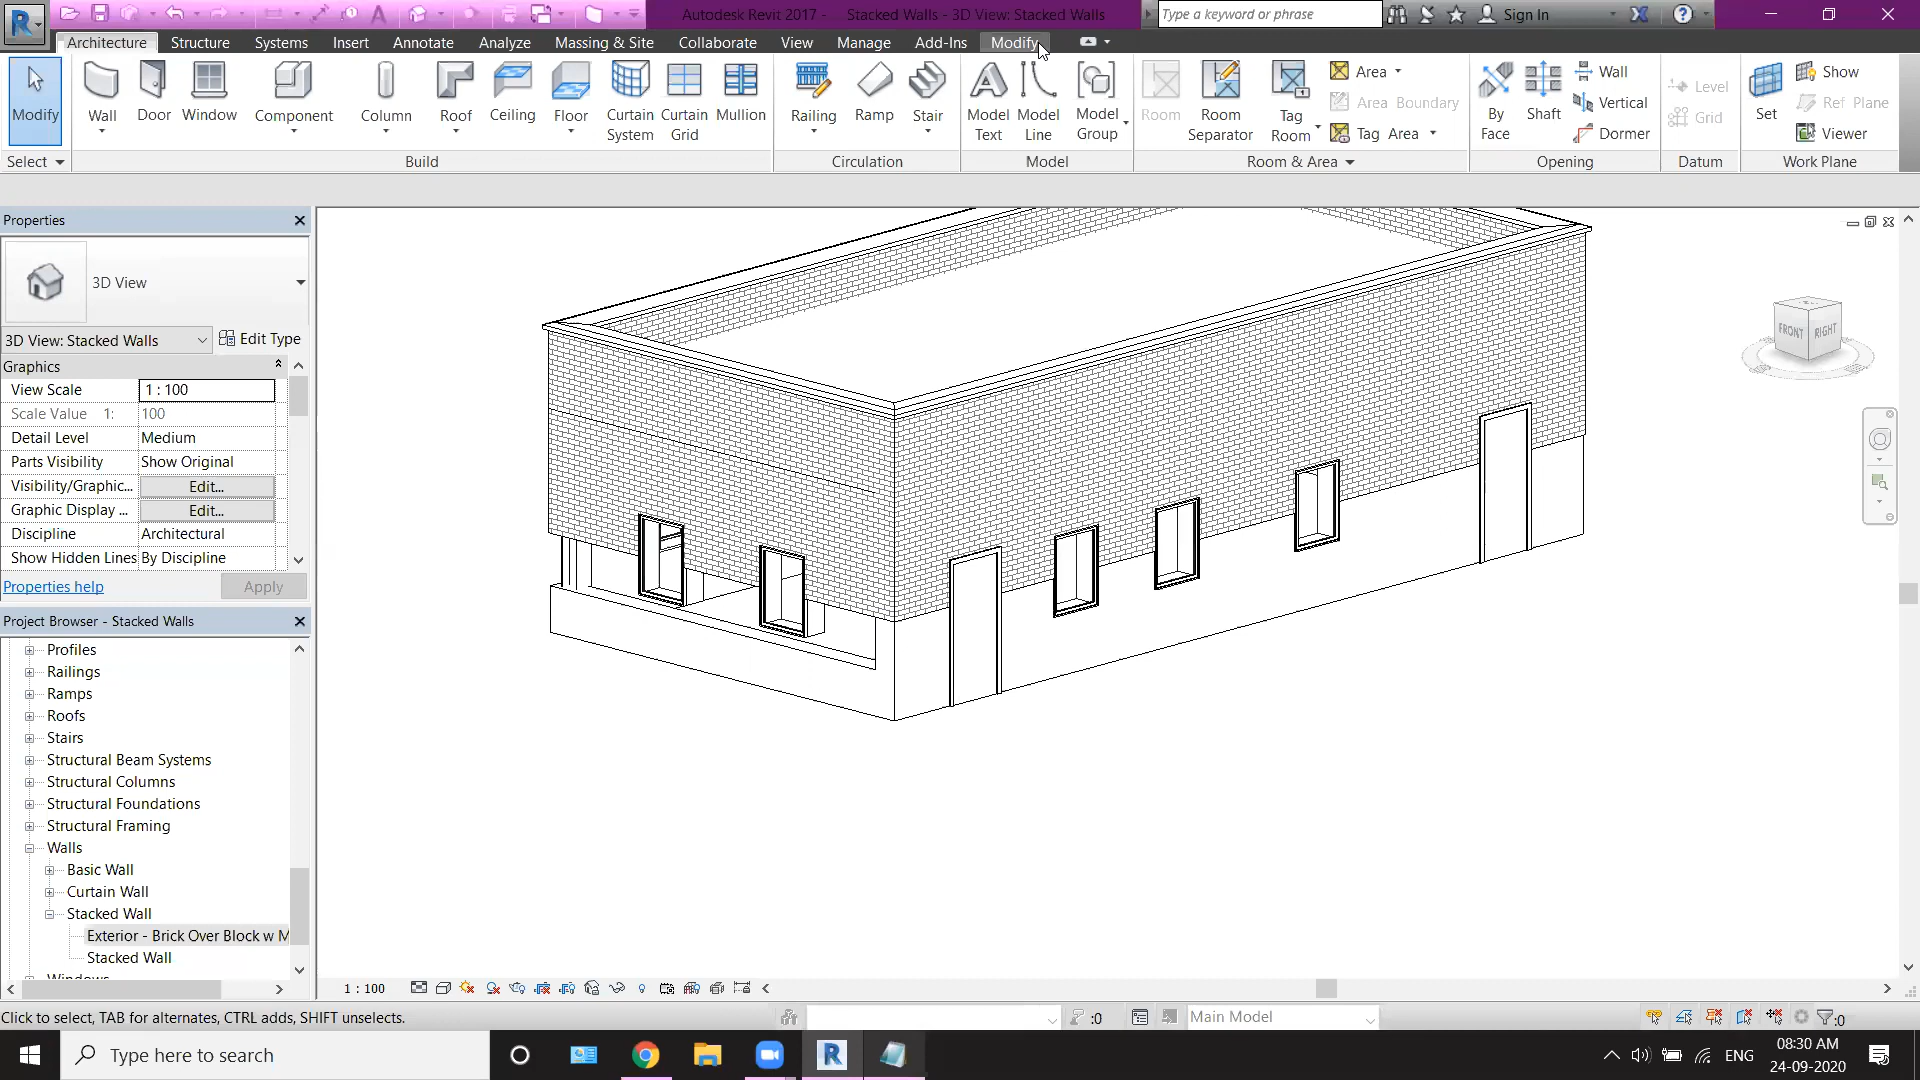 Autodesk Revit 2017 - Stacked Walls - 3D View: Stacked Walls
Type a keyword or phrase
Sign In
Architecture Structure Systems Insert Annotate Analyze Massing & Site Collaborate View Manage Add-Ins Modify
Modify
Wall Door Window Component Column Roof Ceiling Floor Curtain System Curtain Grid Mullion
Railing Ramp Stair
Model Text Model Line Model Group
Room Room Separator Tag Room
Area
Area Boundary
Tag Area
By Face Shaft
Wall
Vertical
Dormer
Level
Grid
Set
Show
Ref Plane
Viewer
Select Build Circulation Model Room & Area Opening Datum Work Plane
Properties
3D View
3D View: Stacked Walls Edit Type
Graphics
View Scale 1 : 100
Scale Value 1: 100
Detail Level Medium
Parts Visibility Show Original
Visibility/Graphic... Edit...
Graphic Display ... Edit...
Discipline Architectural
Show Hidden Lines By Discipline
Properties help Apply
Project Browser - Stacked Walls
Profiles
Railings
Ramps
Roofs
Stairs
Structural Beam Systems
Structural Columns
Structural Foundations
Structural Framing
Walls
Basic Wall
Curtain Wall
Stacked Wall
Exterior - Brick Over Block w M
Stacked Wall
FRONT RIGHT
1 : 100
Click to select, TAB for alternates, CTRL adds, SHIFT unselects.
:0
Main Model
:0
Type here to search
ENG
08:30 AM
24-09-2020